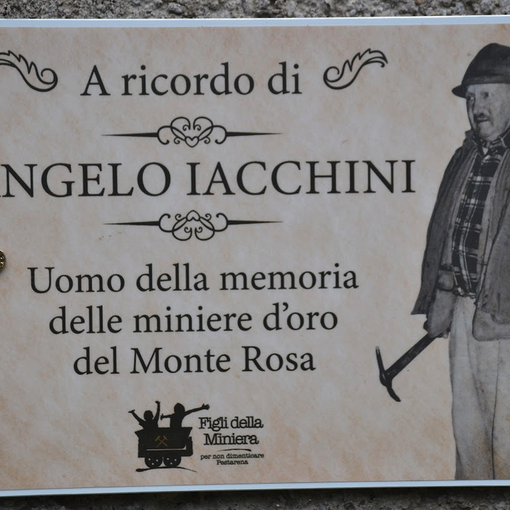 A ricordo di
NGELO IACCHINI
Uomo della memoria
delle miniere d'oro
del Monte Rosa
Figli della
Miniera
per non dimenticare
Pestarena